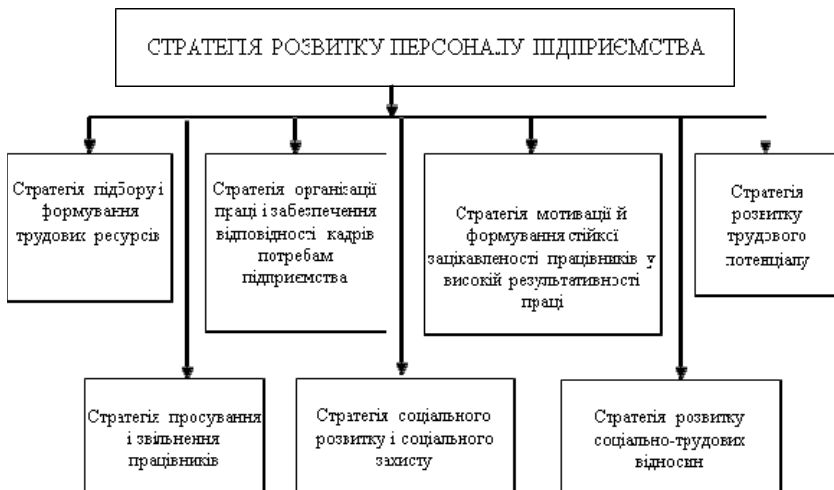 СТРАТЕГІЯ РОЗВИТКУ ПЕРСОНАЛУ ПІДПРИЄМСТВА
Стратегія підбору і
формування
трудових ресурсів
Стратегія організації
праці і забезпечення
відповідності кадрів
потребам
підприємства
Стратегія мотивації й
формування стійкої
зацікавленості працівників у
високій результативності
праці
Стратегія
розвитку
трудового
потенціалу
Стратегія просування
і звільнення
працівників
Стратегія соціального
розвитку і соціального
захисту
Стратегія розвитку
соціально-трудових
відносин